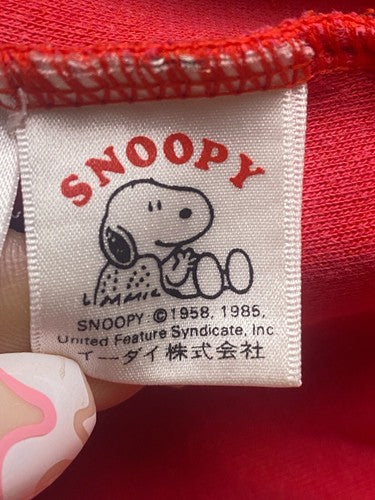 SNOOPY
SNOOPY ©1958, 1985,
United Feature Syndicate, Inc
イーダイ株式会社